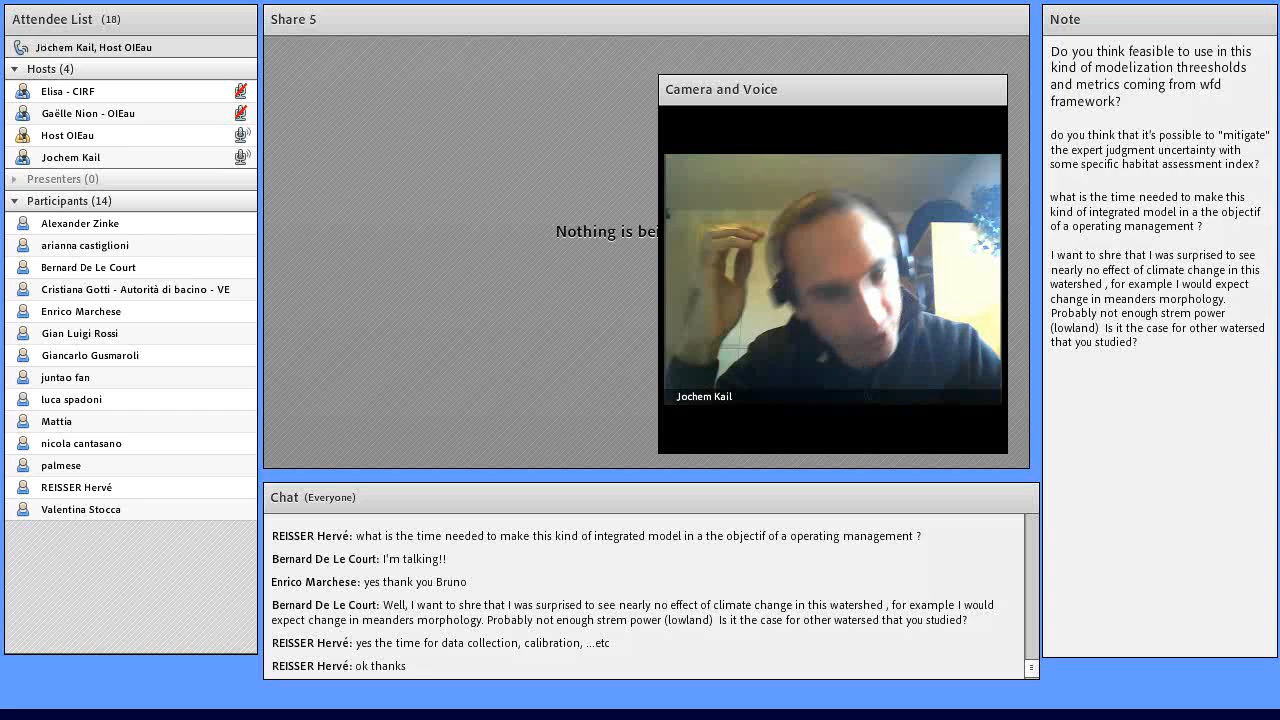 Attendee List (18)
Jochem Kail, Host OIEau
Hosts (4)
Elisa - CIRF
Gaëlle Nion - OIEau
Host OIEau
Jochem Kail
Presenters (0)
Participants (14)
Alexander Zinke
arianna castiglioni
Bernard De Le Court
Cristiana Gotti - Autorità di bacino - VE
Enrico Marchese
Gian Luigi Rossi
Giancarlo Gusmaroli
juntao fan
luca spadoni
Mattia
nicola cantasano
palmese
REISSER Hervé
Valentina Stocca
Share 5
Nothing is bei
Camera and Voice
Jochem Kail
Chat (Everyone)
REISSER Hervé: what is the time needed to make this kind of integrated model in a the objectif of a operating management ?
Bernard De Le Court: I'm talking!!
Enrico Marchese: yes thank you Bruno
Bernard De Le Court: Well, I want to shre that I was surprised to see nearly no effect of climate change in this watershed , for example I would
expect change in meanders morphology. Probably not enough strem power (lowland) Is it the case for other watersed that you studied?
REISSER Hervé: yes the time for data collection, calibration, ...etc
REISSER Hervé: ok thanks
Note
Do you think feasible to use in this
kind of modelization threesholds
and metrics coming from wfd
framework?
do you think that it's possible to "mitigate"
the expert judgment uncertainty with
some specific habitat assessment index?
what is the time needed to make this
kind of integrated model in a the objectif
of a operating management ?
I want to shre that I was surprised to see
nearly no effect of climate change in this
watershed , for example I would expect
change in meanders morphology.
Probably not enough strem power
(lowland) Is it the case for other watersed
that you studied?